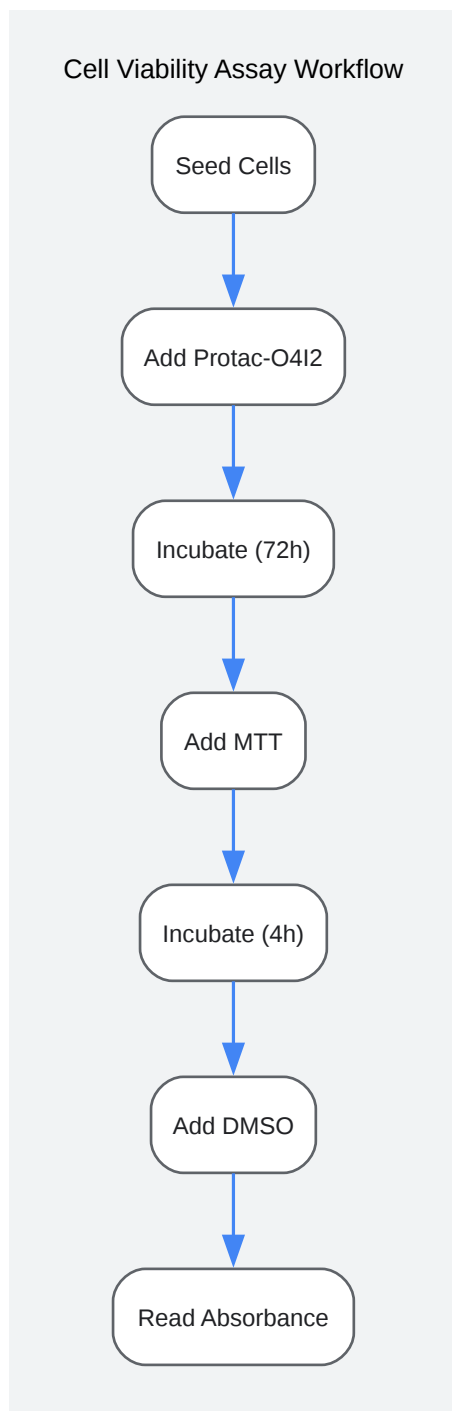 Cell Viability Assay Workflow
Seed Cells
Add Protac-O4I2
Incubate (72h)
Add MTT
Incubate (4h)
Add DMSO
Read Absorbance